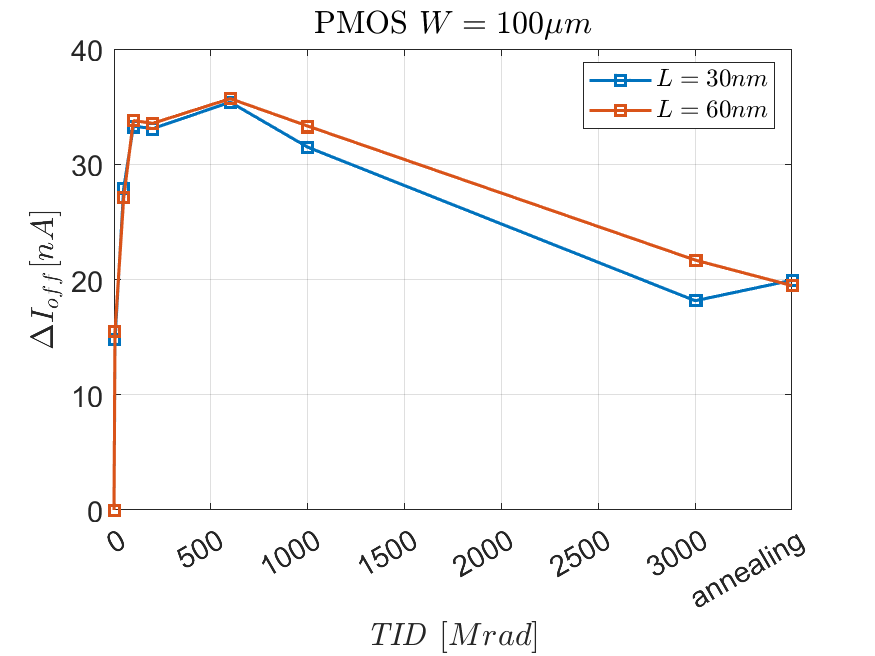 PMOS W = 100μm
40
30
20
10
0
ΔI_off[nA]
L = 30nm
L = 60nm
0
500
1000
1500
2000
2500
3000
annealing
TID [Mrad]